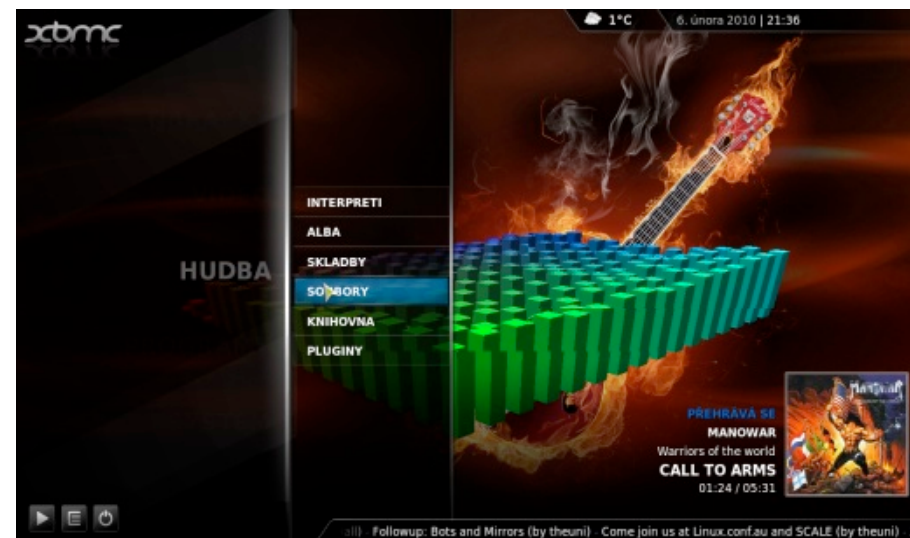 xbmc
1°C
6. února 2010 | 21:36
INTERPRETI
ALBA
SKLADBY
HUDBA
SOUBORY
KNIHOVNA
PLUGINY
PŘEHRÁVÁ SE
MANOWAR
Warriors of the world
CALL TO ARMS
01:24 / 05:31
Manowar
Followup: Bots and Mirrors (by theuni) - Come join us at Linux.conf.au and SCALE (by theuni) -